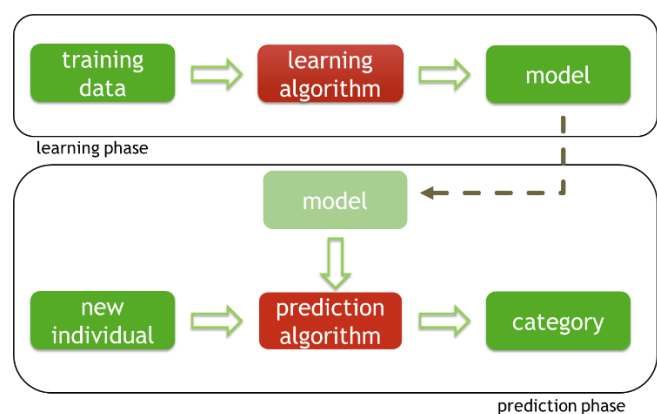 training
data
learning
algorithm
model
learning phase
model
new
individual
prediction
algorithm
category
prediction phase